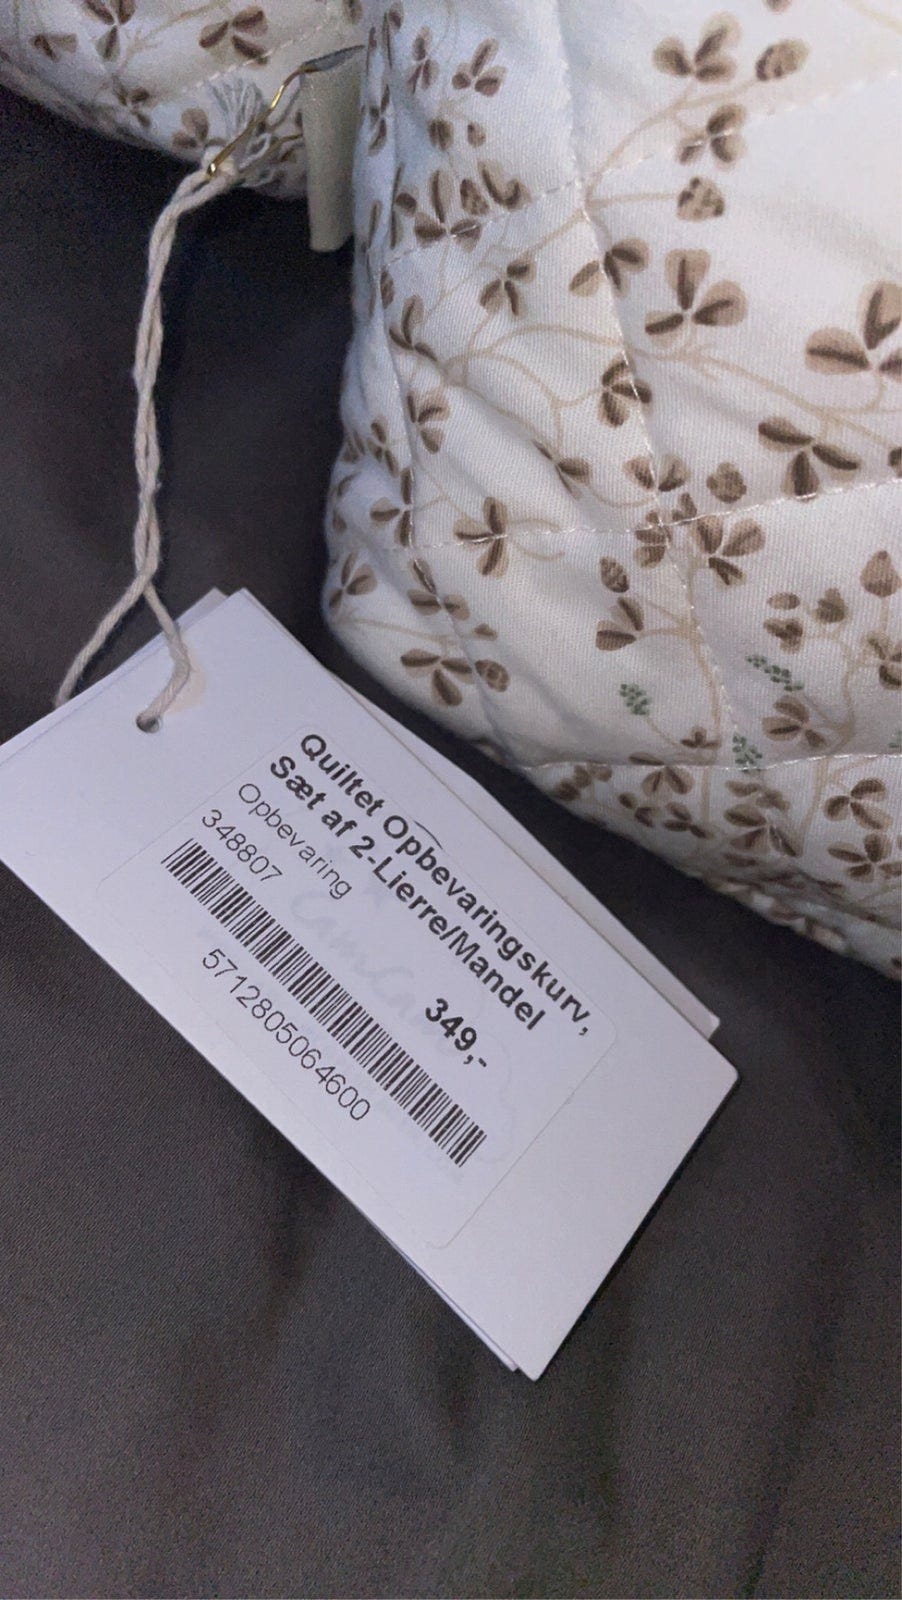 Quiltet Opbevaringskurv,
Sæt af 2-Lierre/Mandel
Opbevaring
348807
349,-
5712805064600